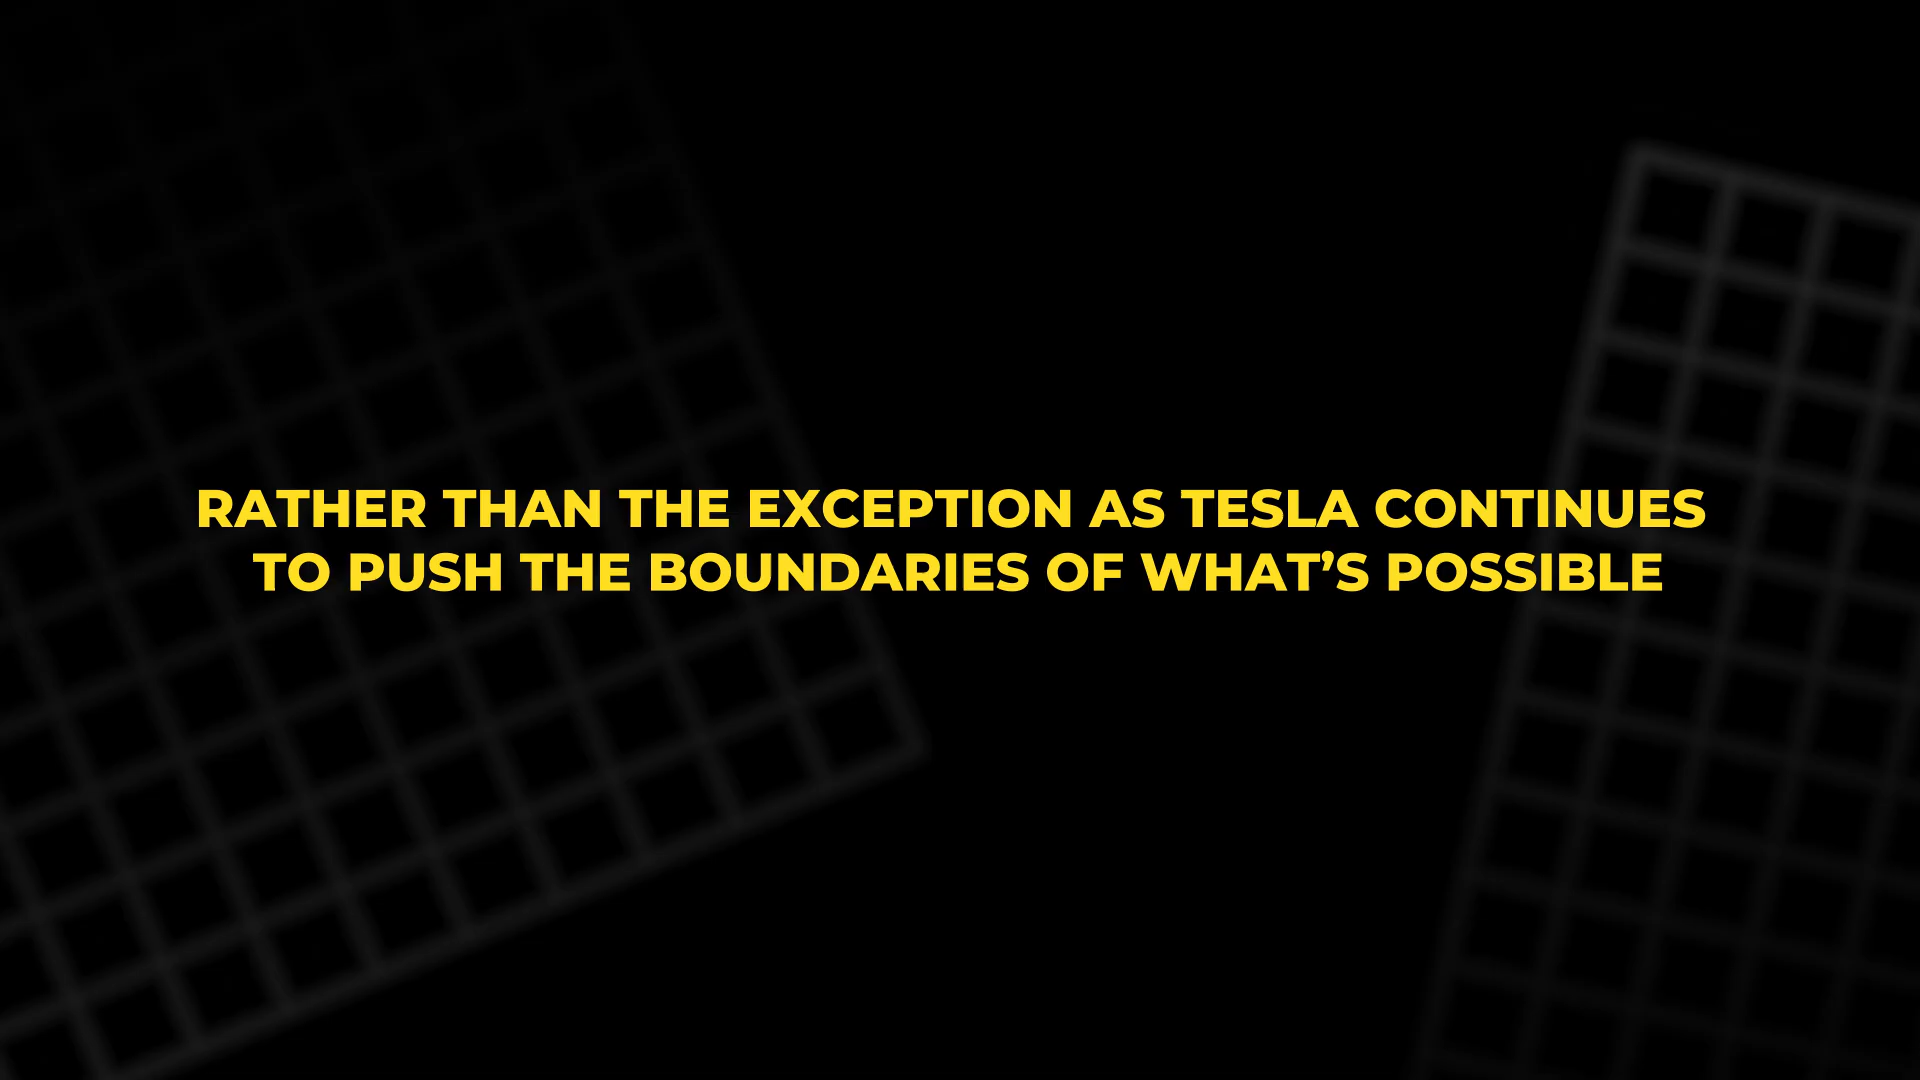 RATHER THAN THE EXCEPTION AS TESLA CONTINUES
TO PUSH THE BOUNDARIES OF WHAT’S POSSIBLE